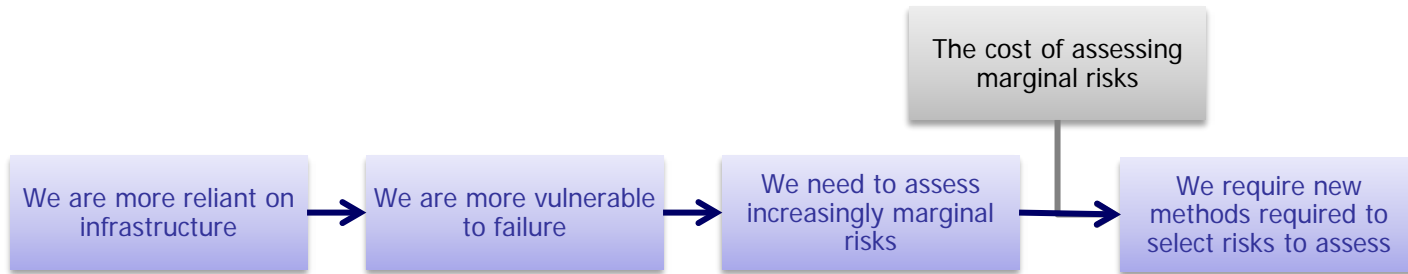 The cost of assessing
marginal risks
We are more reliant on
infrastructure
We are more vulnerable
to failure
We need to assess
increasingly marginal
risks
We require new
methods required to
select risks to assess